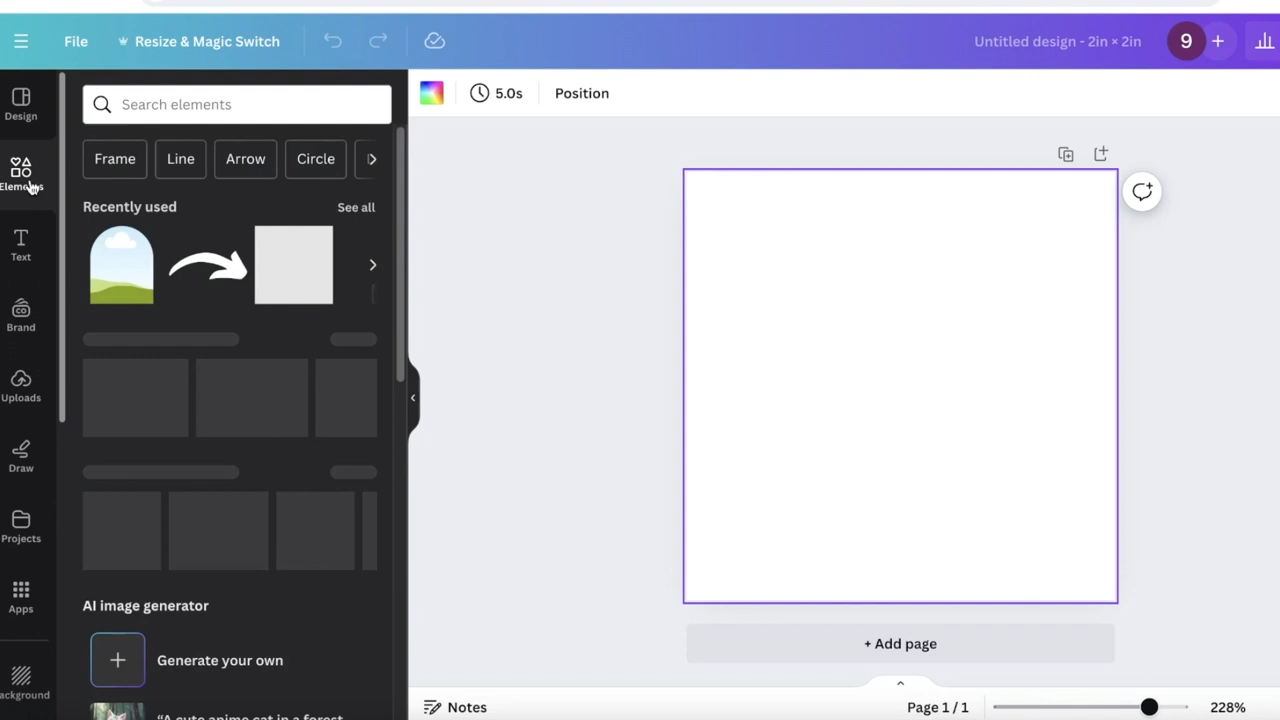 File
Resize & Magic Switch
Untitled design - 2in × 2in
9
Design
Elements
Text
Brand
Uploads
Draw
Projects
Apps
ackground
Search elements
Frame
Line
Arrow
Circle
Recently used
See all
AI image generator
Generate your own
"A cute anime cat in a forest
5.0s
Position
+ Add page
Notes
Page 1 / 1
228%